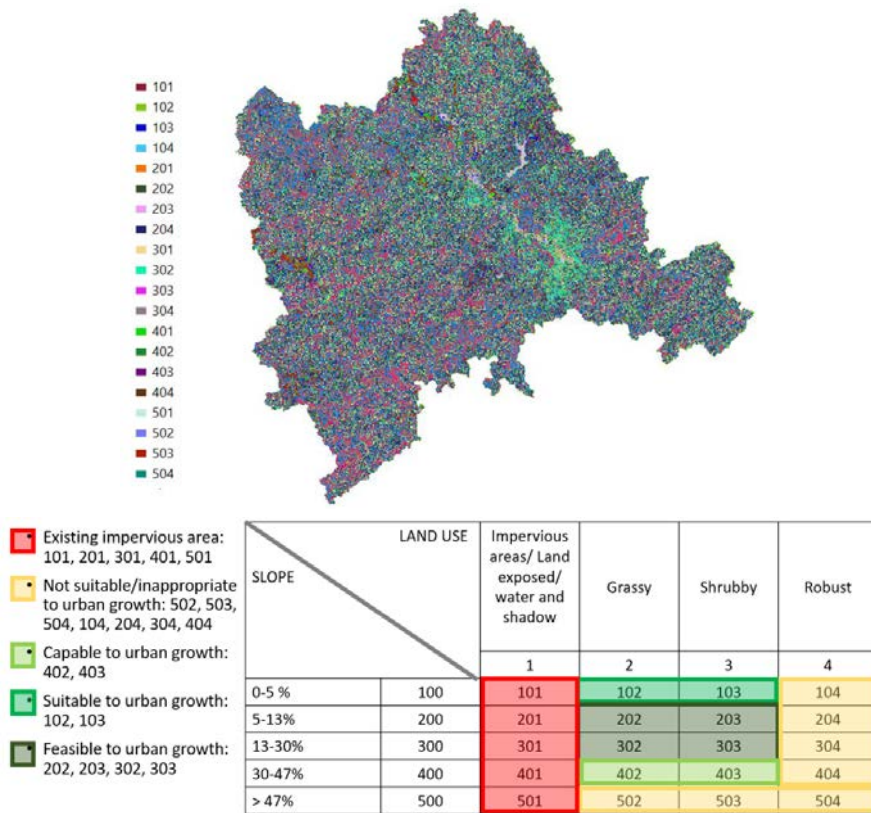 101
102
103
104
201
202
203
204
301
302
303
304
401
402
403
404
501
502
503
504
Existing impervious area:
101, 201, 301, 401, 501
Not suitable/inappropriate
to urban growth: 502, 503,
504, 104, 204, 304, 404
Capable to urban growth:
402, 403
Suitable to urban growth:
102, 103
Feasible to urban growth:
202, 203, 302, 303
LAND USE
SLOPE
Impervious
areas/ Land
exposed/
water and
shadow
Grassy
Shrubby
Robust
1 2 3 4
0-5 % 100 101 102 103 104
5-13% 200 201 202 203 204
13-30% 300 301 302 303 304
30-47% 400 401 402 403 404
> 47% 500 501 502 503 504